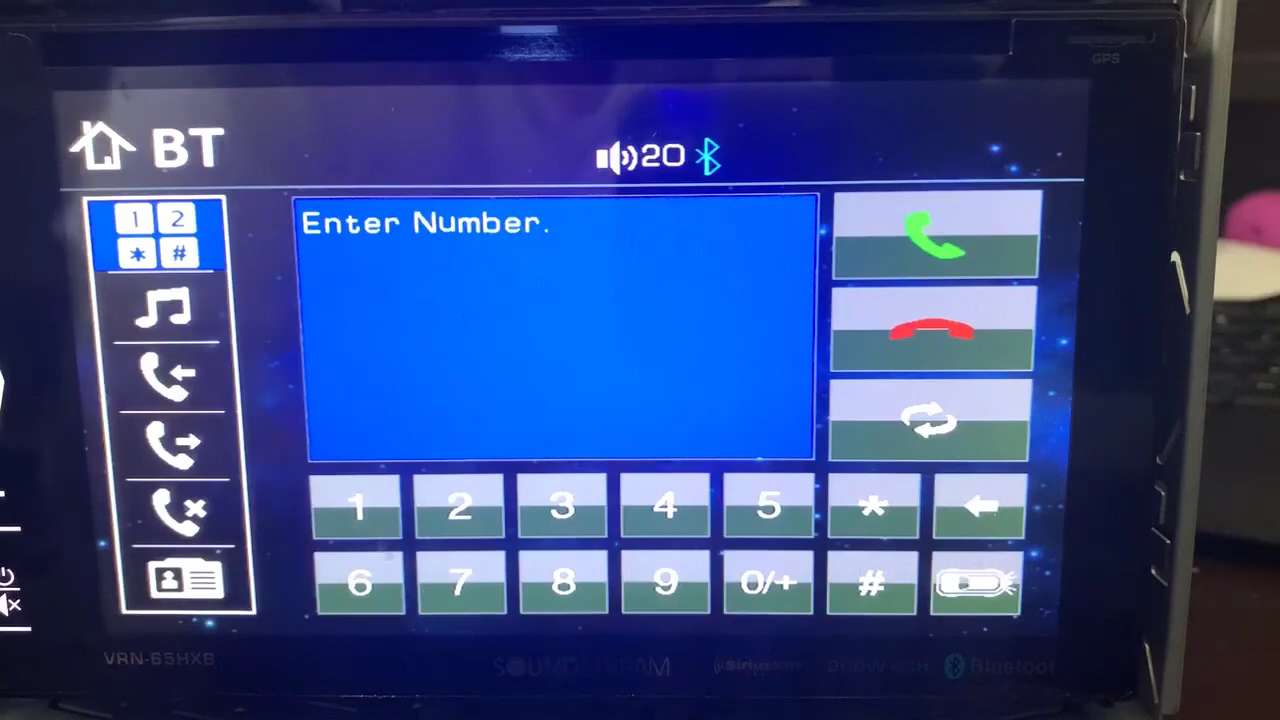 GPS
BT
20
1 2
* #
Enter Number.
1 2 3 4 5 *
6 7 8 9 0/+ #
VRN-65HXB
SOUNDSTREAM
Bluetoot